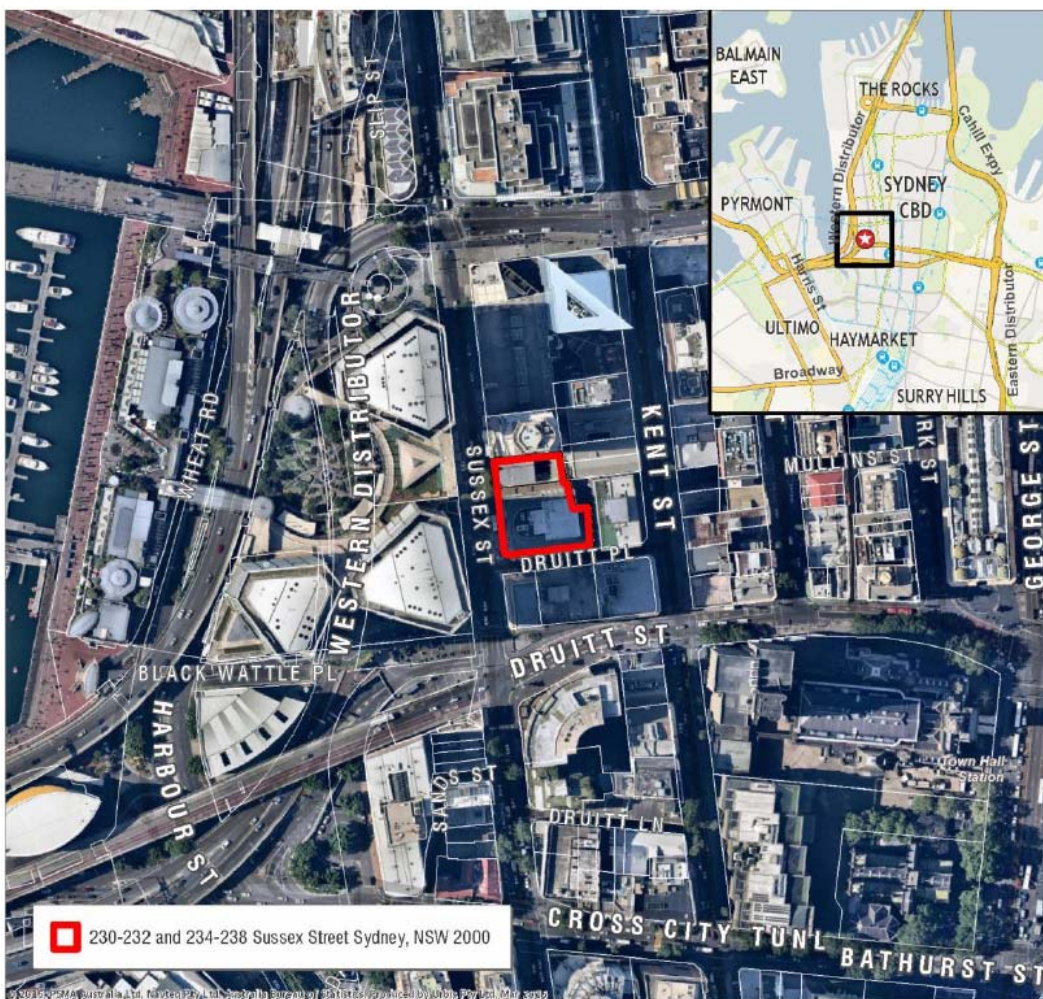 BALMAIN
EAST
THE ROCKS
Cahill Expy
Western Distributor
SYDNEY
CBD
PYRMONT
Harris St
ULTIMO
HAYMARKET
Broadway
SURRY HILLS
Eastern Distributor
SLIP ST
WESTERN DISTRIBUTOR
WHEAT RD
SUSSEX ST
KENT ST
MULLINS ST
GEORGE ST
DRUITT PL
DRUITT ST
BLACK WATTLE PL
HARBOUR ST
SANDS ST
DRUITT LN
Town Hall
Station
CROSS CITY TUNL
BATHURST ST
230-232 and 234-238 Sussex Street Sydney, NSW 2000